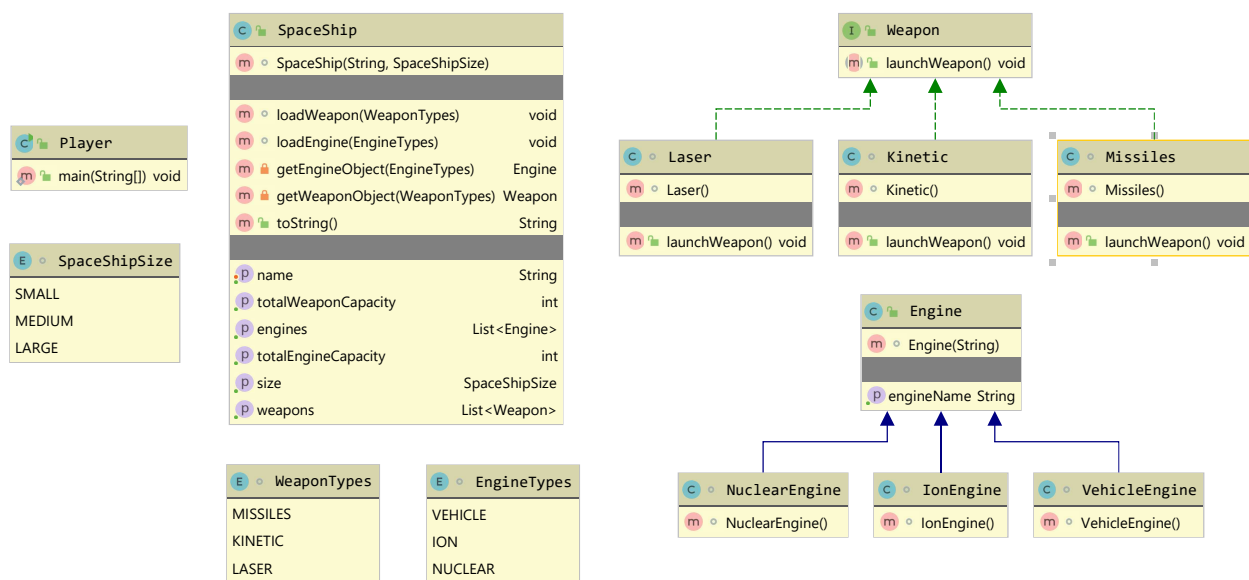 SpaceShip
SpaceShip(String, SpaceShipSize)
loadWeapon(WeaponTypes) void
loadEngine(EngineTypes) void
getEngineObject(EngineTypes) Engine
getWeaponObject(WeaponTypes) Weapon
toString() String
name String
totalWeaponCapacity int
engines List<Engine>
totalEngineCapacity int
size SpaceShipSize
weapons List<Weapon>
Player
main(String[]) void
SpaceShipSize
SMALL
MEDIUM
LARGE
WeaponTypes
MISSILES
KINETIC
LASER
EngineTypes
VEHICLE
ION
NUCLEAR
Weapon
launchWeapon() void
Laser
Laser()
launchWeapon() void
Kinetic
Kinetic()
launchWeapon() void
Missiles
Missiles()
launchWeapon() void
Engine
Engine(String)
engineName String
NuclearEngine
NuclearEngine()
IonEngine
IonEngine()
VehicleEngine
VehicleEngine()